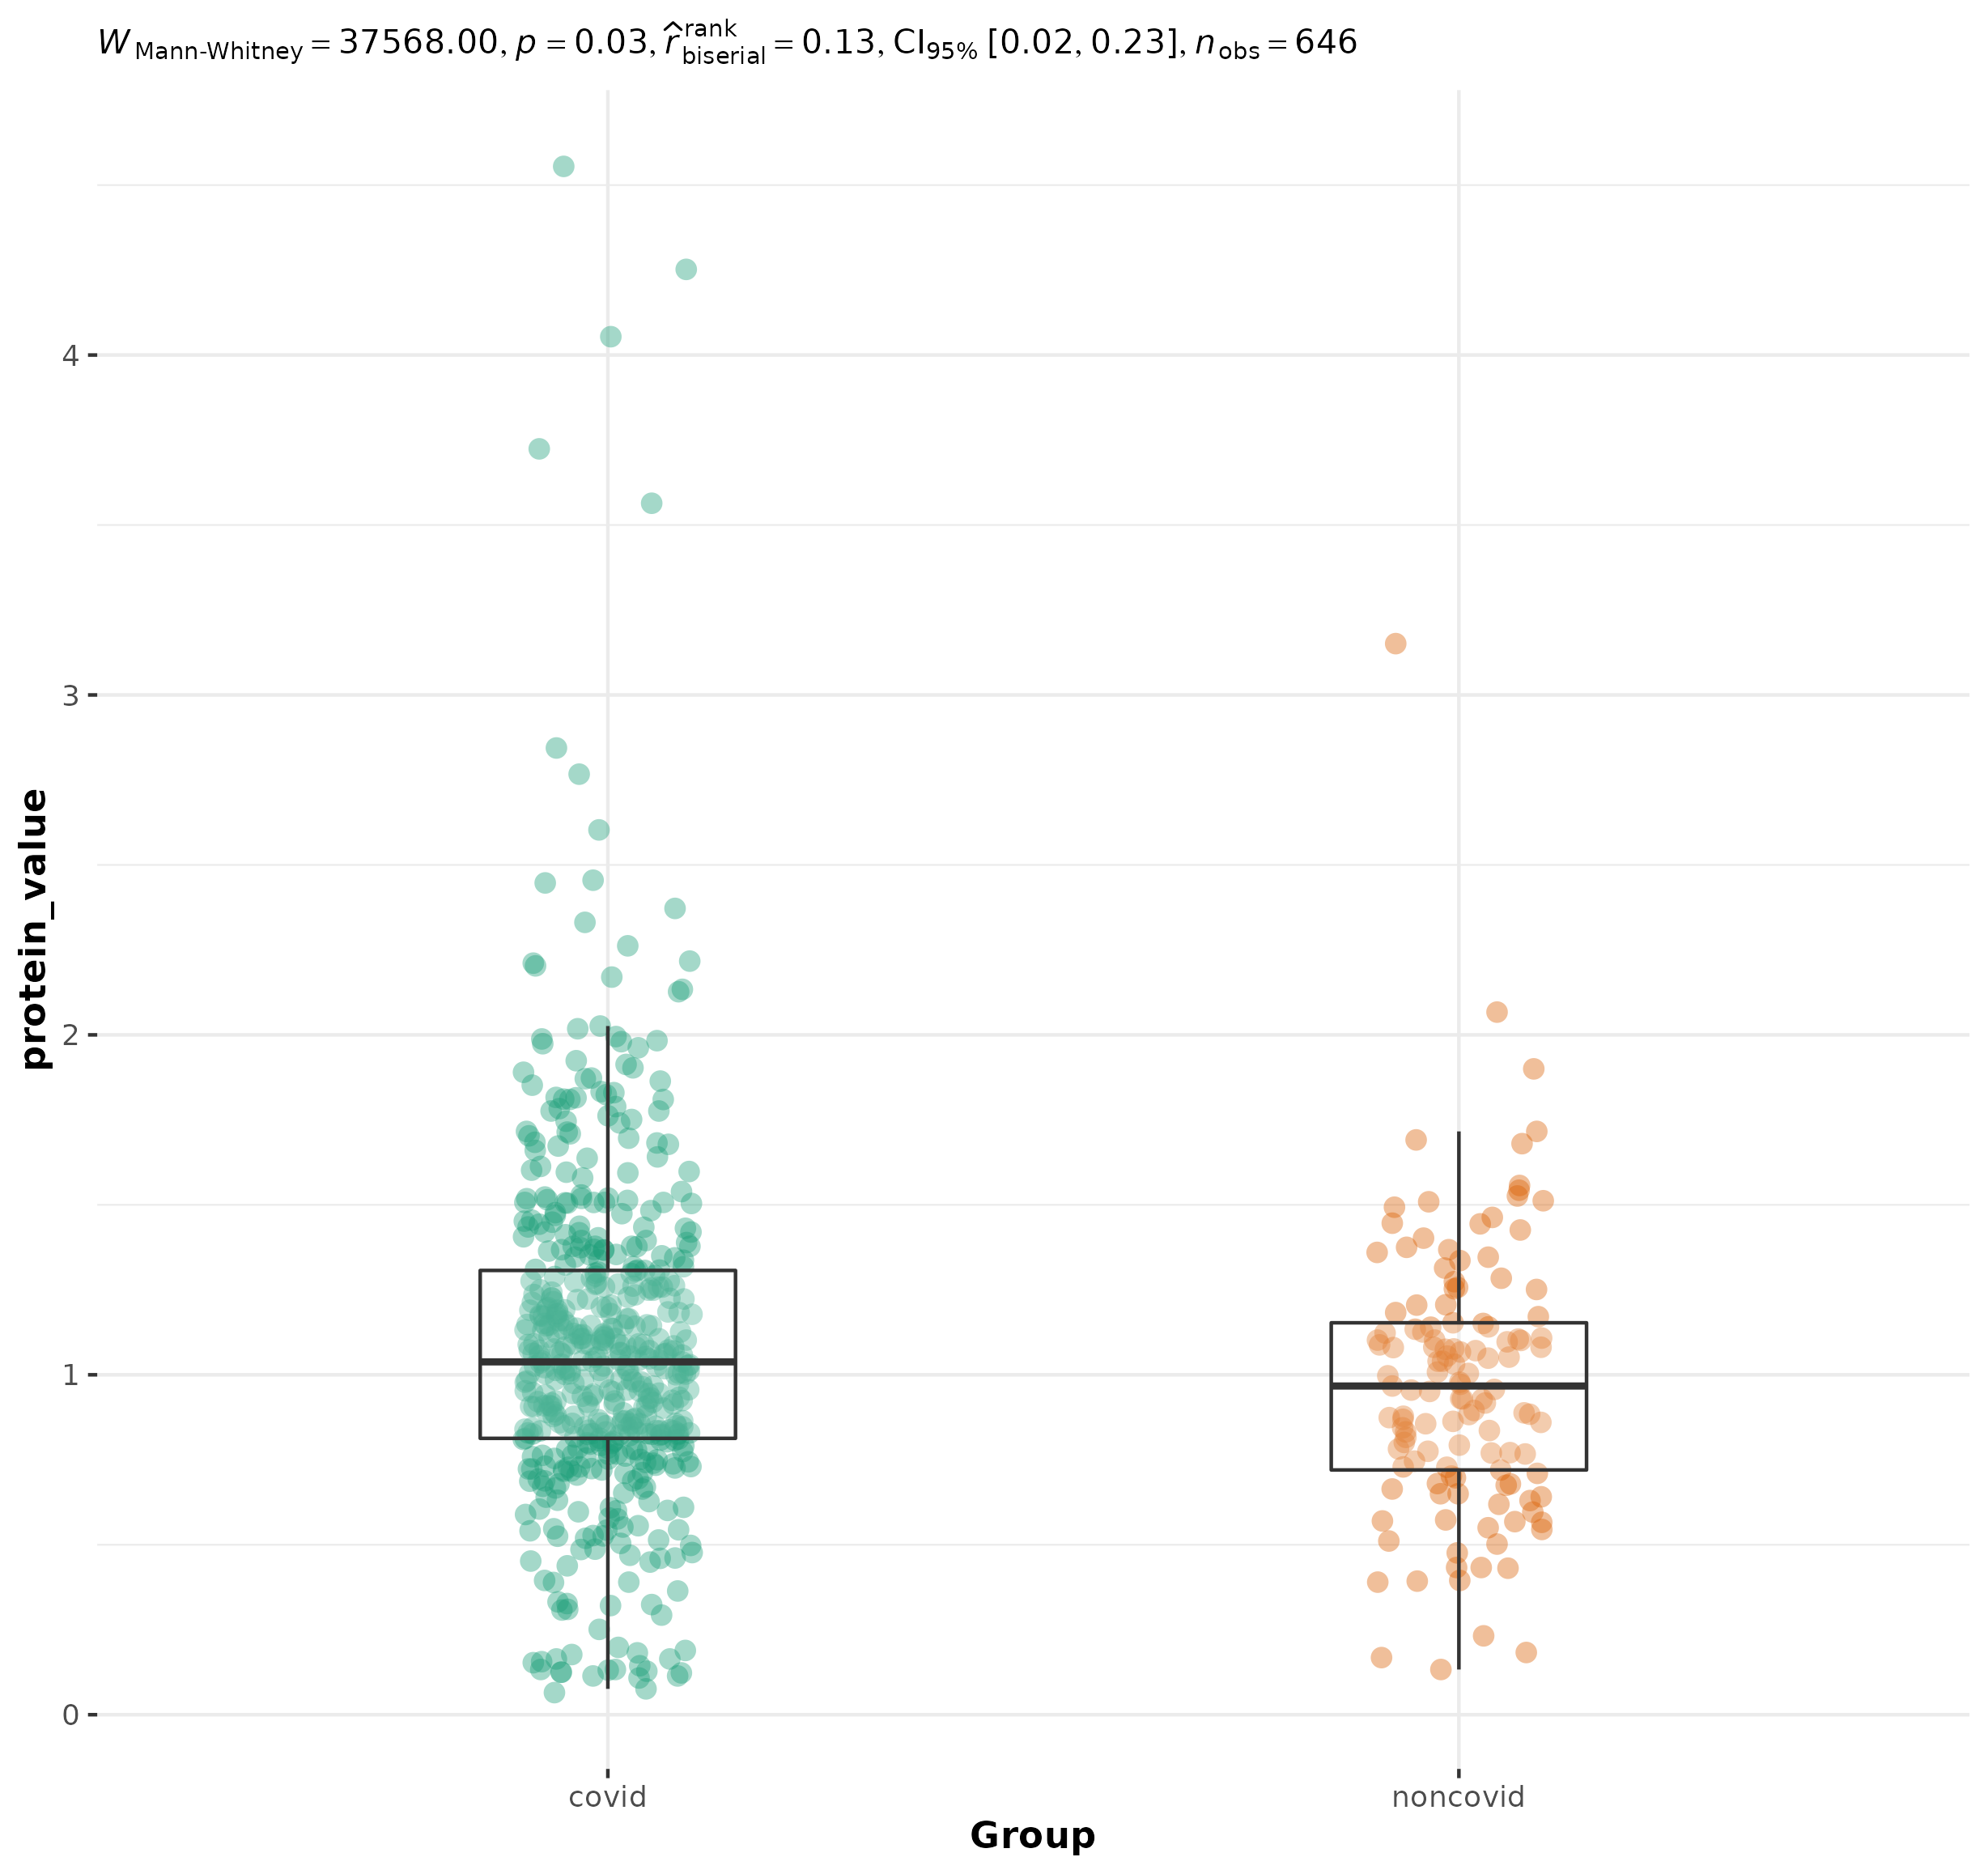 W Mann-Whitney = 37568.00, p = 0.03, r̂ rank biserial = 0.13, CI95% [0.02, 0.23], n obs = 646
4
3
2
1
0
protein_value
covid noncovid
Group